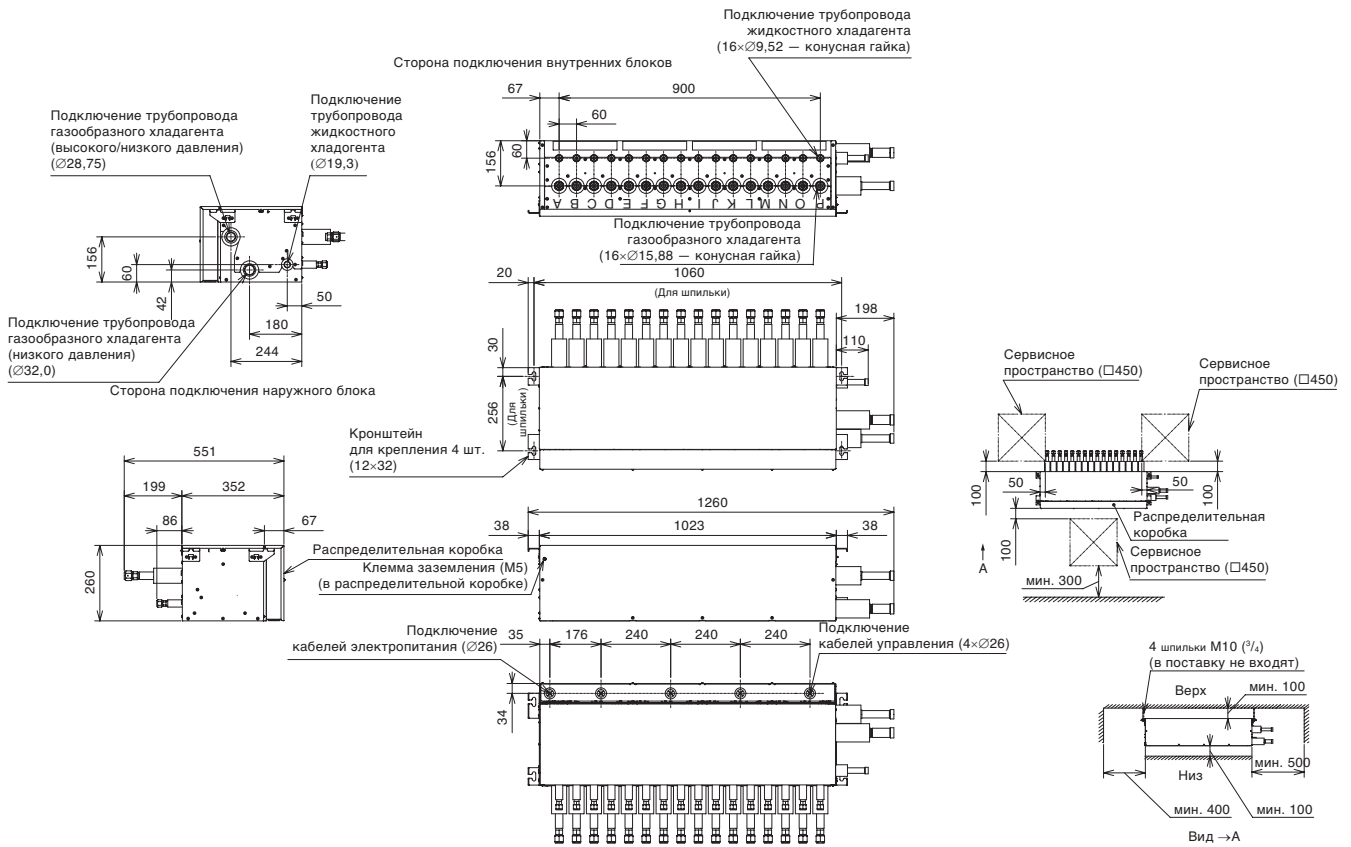 Подключение трубопровода
жидкостного хладагента
(16×∅9,52 — конусная гайка)
Сторона подключения внутренних блоков
67
900
60
60
156
A B C D E F G H I J K L M N O P
Подключение трубопровода
газообразного хладагента
(16×∅15,88 — конусная гайка)
Подключение трубопровода
газообразного хладагента
(высокого/низкого давления)
(∅28,75)
Подключение
трубопровода
жидкостного
хладогента
(∅19,3)
156
60
42
50
180
244
Подключение трубопровода
газообразного хладагента
(низкого давления)
(∅32,0)
Сторона подключения наружного блока
20
1060
(Для шпильки)
198
110
30
256
(Для
шпильки)
Кронштейн
для крепления 4 шт.
(12×32)
Сервисное
пространство (□450)
Сервисное
пространство (□450)
50
50
100
100
100
Распределительная
коробка
Сервисное
пространство (□450)
A
мин. 300
551
199
352
86
67
260
Распределительная коробка
Клемма заземления (M5)
(в распределительной коробке)
1260
38
1023
38
Подключение
кабелей электропитания (∅26)
35
176
240
240
240
Подключение
кабелей управления (4×∅26)
34
4 шпильки M10 (3/4)
(в поставку не входят)
Верх
мин. 100
Низ
мин. 500
мин. 400
мин. 100
Вид →A